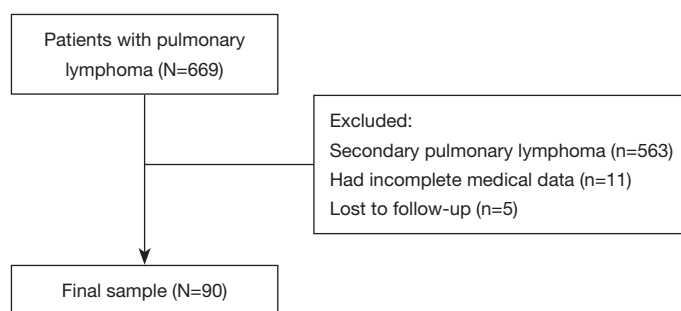 Patients with pulmonary
lymphoma (N=669)
Excluded:
Secondary pulmonary lymphoma (n=563)
Had incomplete medical data (n=11)
Lost to follow-up (n=5)
Final sample (N=90)